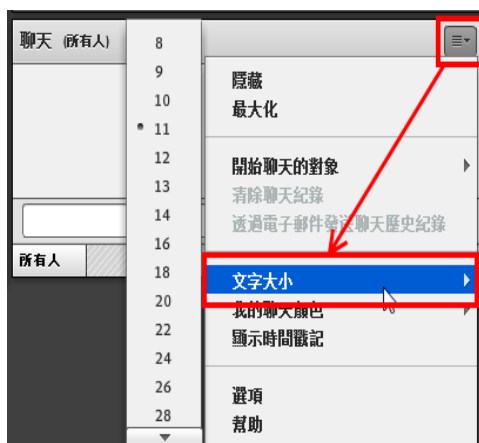 聊天 (所有人)
所有人
8
9
10
11
12
13
14
16
18
20
22
24
26
28
隱藏
最大化
開始聊天的對象
清除聊天紀錄
透過電子郵件發送聊天歷史紀錄
文字大小
我的聊天顏色
顯示時間戳記
選項
幫助